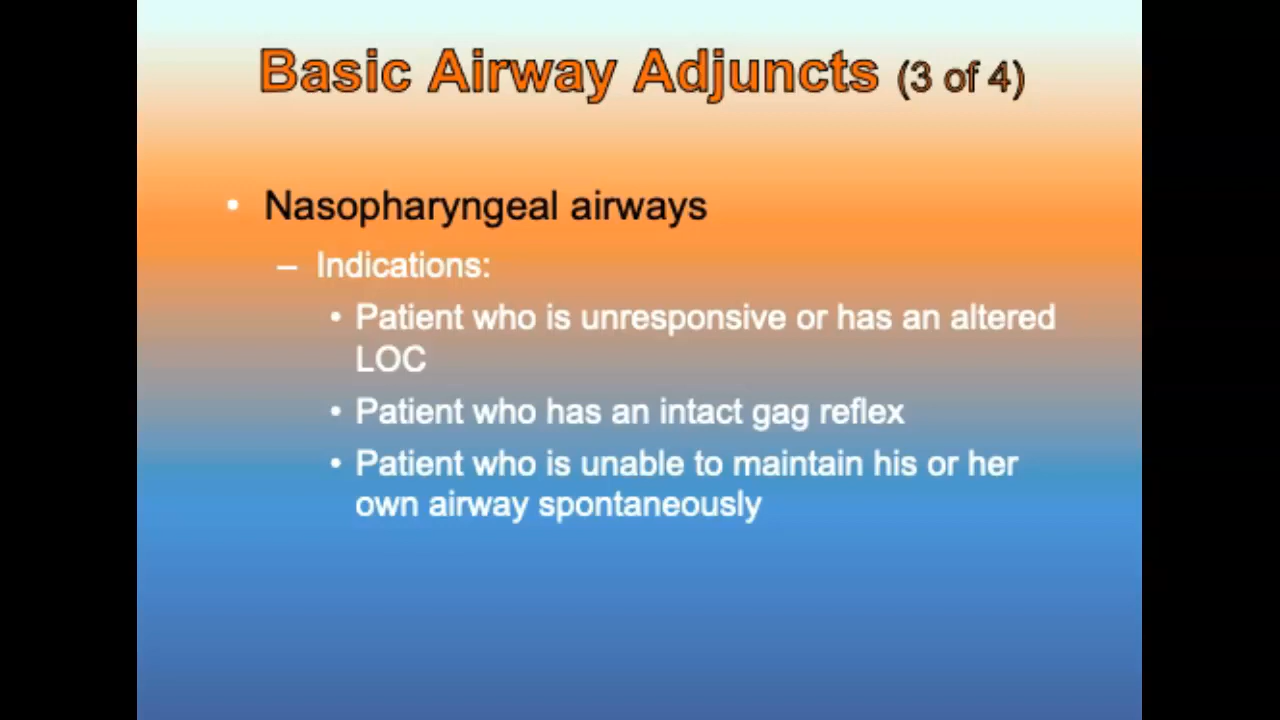 Basic Airway Adjuncts (3 of 4)
• Nasopharyngeal airways
– Indications:
• Patient who is unresponsive or has an altered
LOC
• Patient who has an intact gag reflex
• Patient who is unable to maintain his or her
own airway spontaneously